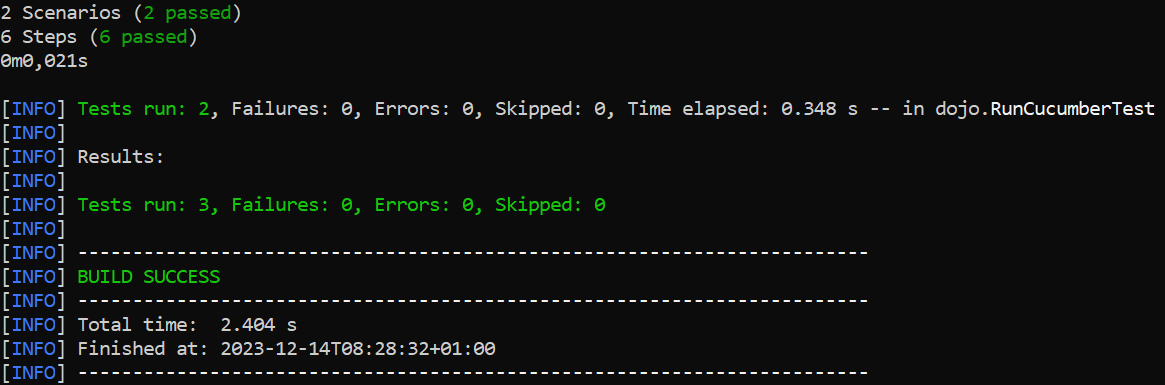 2 Scenarios (2 passed)
6 Steps (6 passed)
0m0,021s
[INFO] Tests run: 2, Failures: 0, Errors: 0, Skipped: 0, Time elapsed: 0.348 s -- in dojo.RunCucumberTest
[INFO]
[INFO] Results:
[INFO]
[INFO] Tests run: 3, Failures: 0, Errors: 0, Skipped: 0
[INFO]
[INFO] ------------------------------------------------------------------------
[INFO] BUILD SUCCESS
[INFO] ------------------------------------------------------------------------
[INFO] Total time:  2.404 s
[INFO] Finished at: 2023-12-14T08:28:32+01:00
[INFO] ------------------------------------------------------------------------